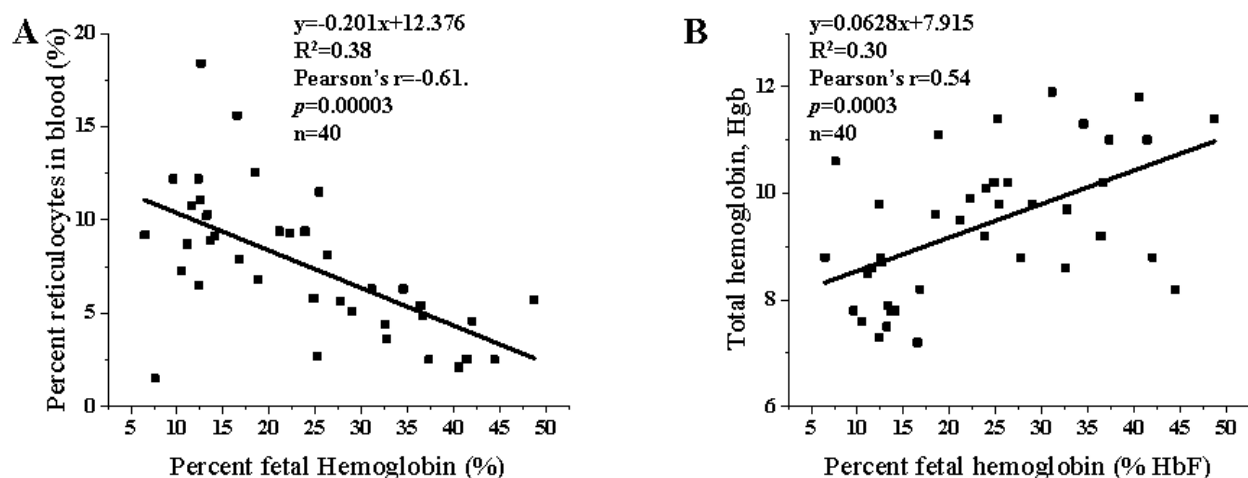 A
y=-0.201x+12.376
R²=0.38
Pearson's r=-0.61.
p=0.00003
n=40
Percent reticulocytes in blood (%)
20
15
10
5
0
5 10 15 20 25 30 35 40 45 50
Percent fetal Hemoglobin (%)
B
y=0.0628x+7.915
R²=0.30
Pearson's r=0.54
p=0.0003
n=40
Total hemoglobin, Hgb
12
10
8
6
5 10 15 20 25 30 35 40 45 50
Percent fetal hemoglobin (% HbF)